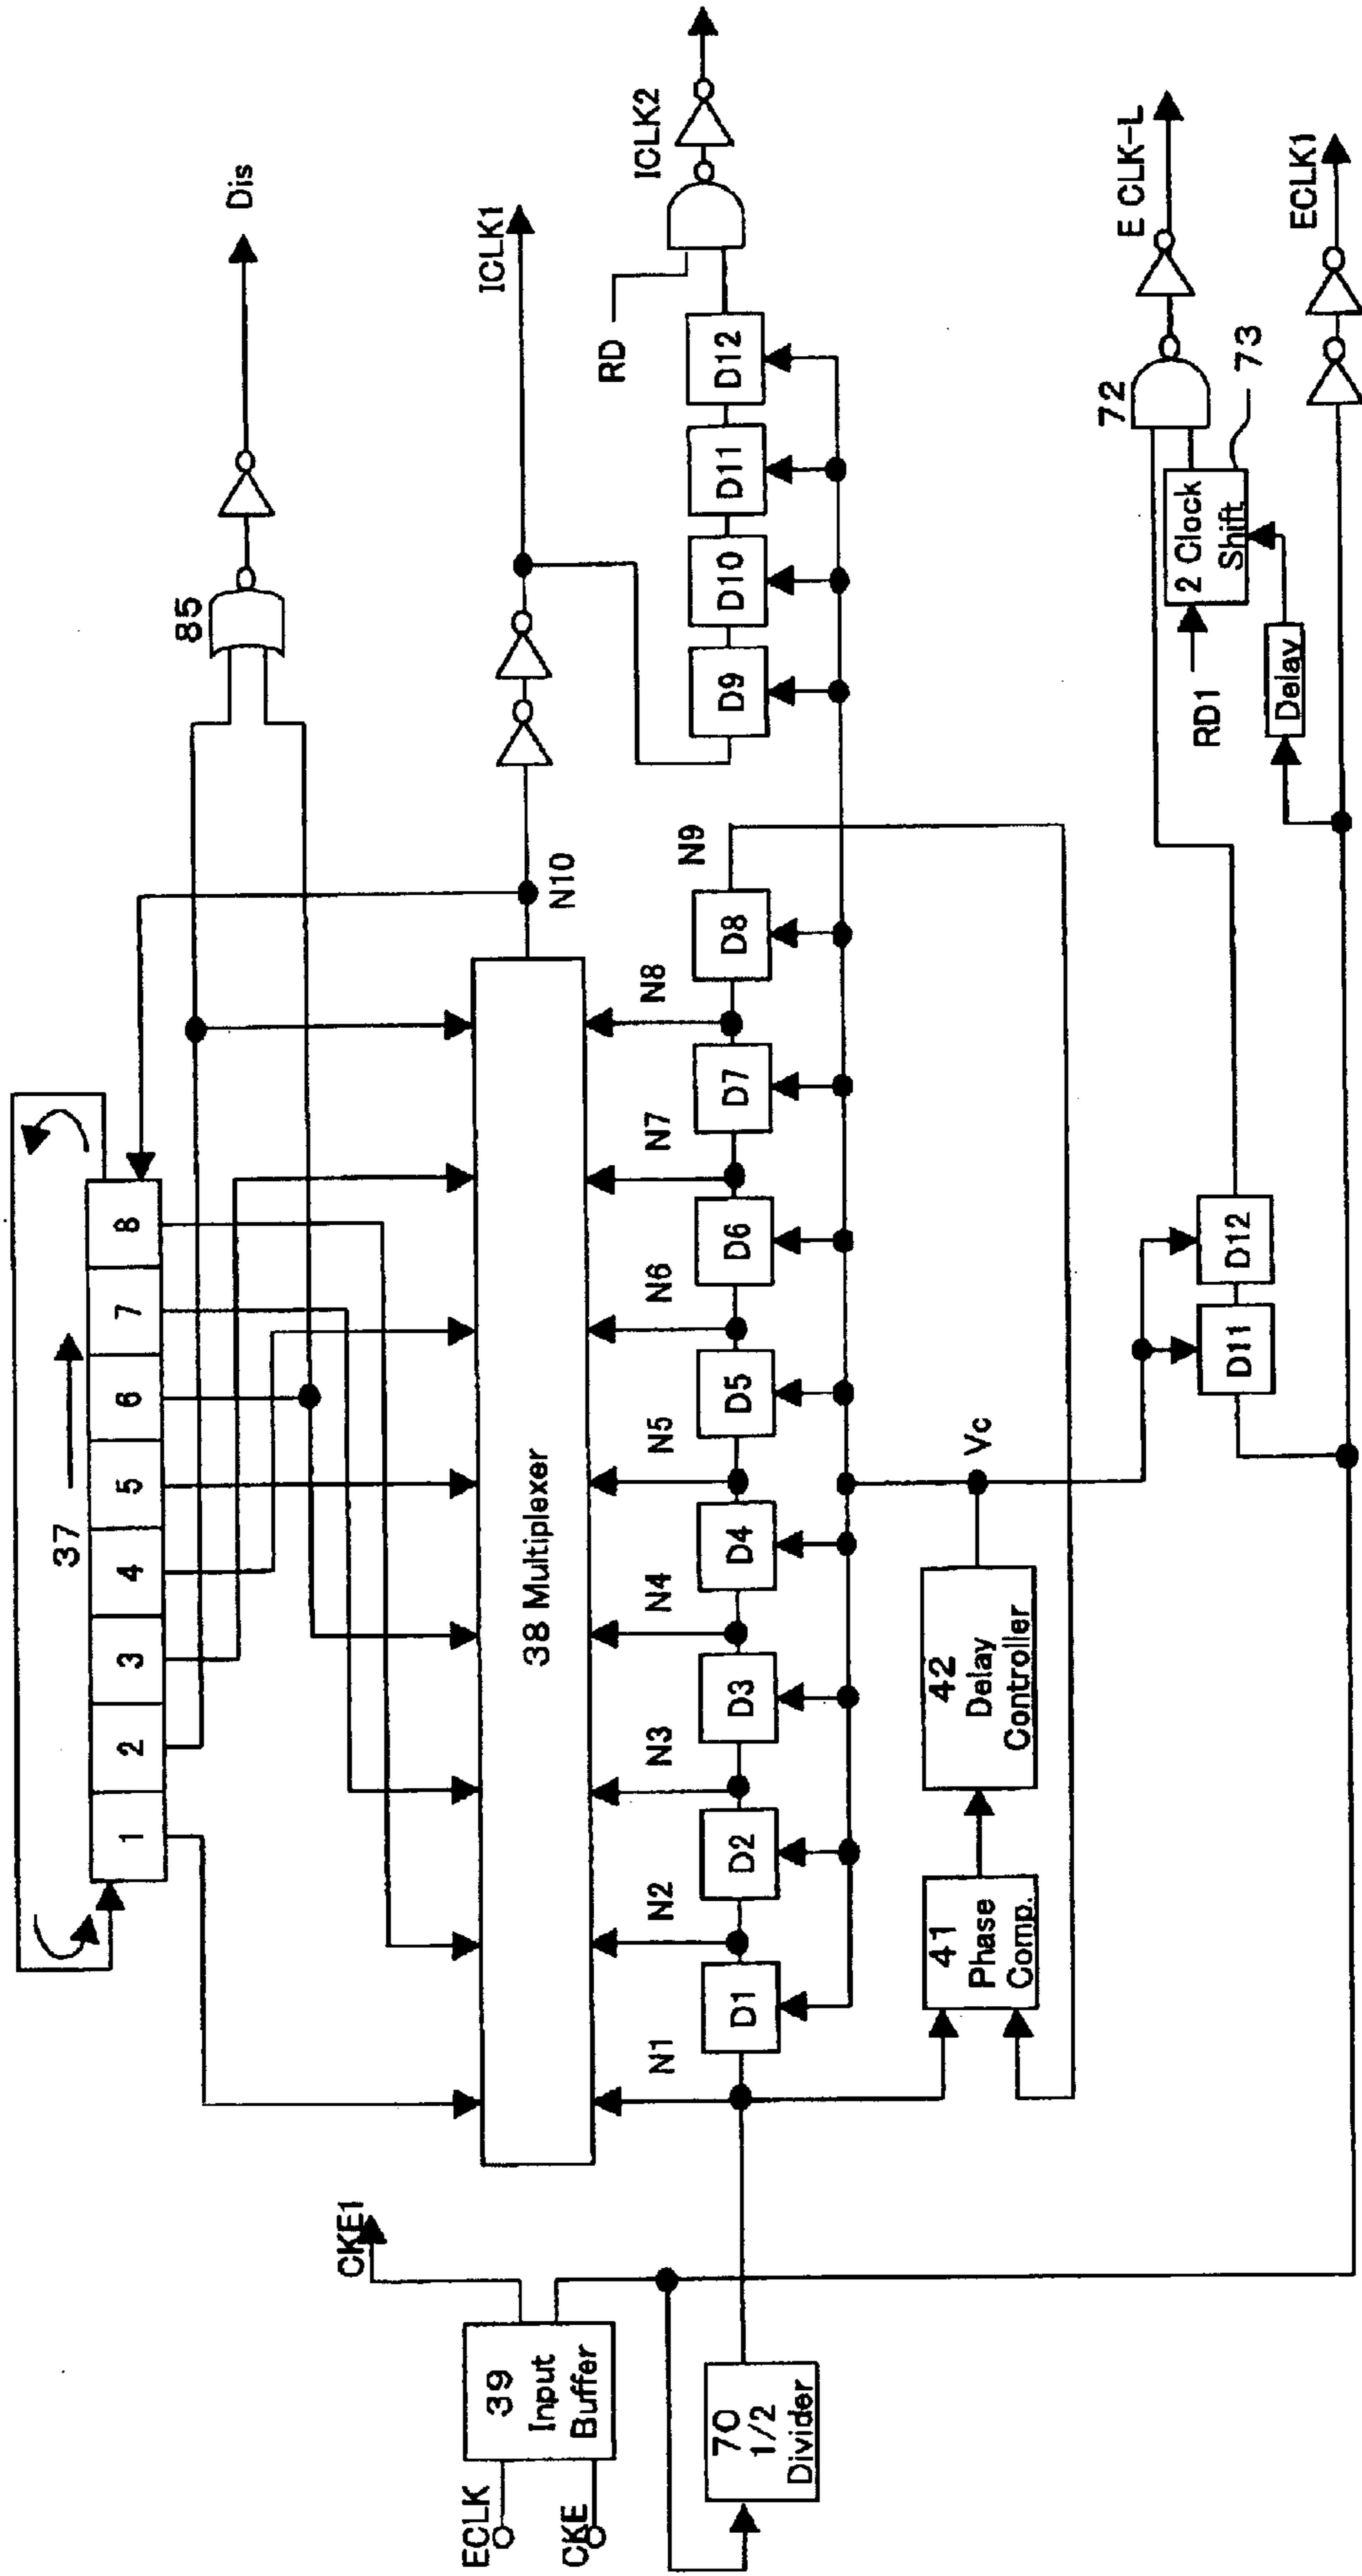 37
1 2 3 4 5 6 7 8
85
Dis
38 Multiplexer
N10
ICLK1
CKE1
ECLK
CKE
39
Input
Buffer
N1
N2
N3
N4
N5
N6
N7
N8
N9
D1
D2
D3
D4
D5
D6
D7
D8
D9
D10
D11
D12
RD
ICLK2
70
1/2
Divider
41
Phase
Comp.
42
Delay
Controller
Vc
D11
D12
RD1
2 Clock
Shift
73
Delay
72
E CLK-L
ECLK1